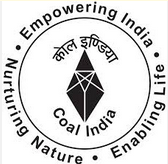 • Empowering India •
Nurturing Nature • Enabling Life
कोल इण्डिया
Coal India